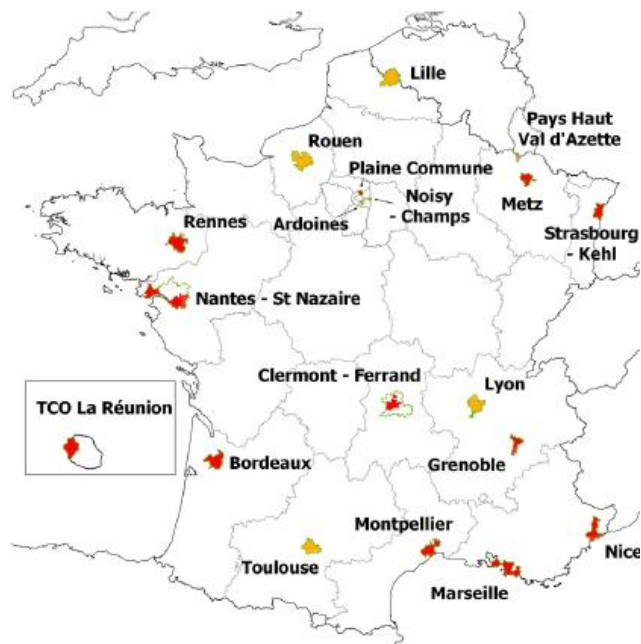 Lille
Pays Haut
Val d'Azette
Rouen
Plaine Commune
Noisy
- Champs
Ardoines
Metz
Rennes
Strasbourg
- Kehl
Nantes - St Nazaire
Clermont - Ferrand
Lyon
TCO La Réunion
Bordeaux
Grenoble
Montpellier
Toulouse
Nice
Marseille